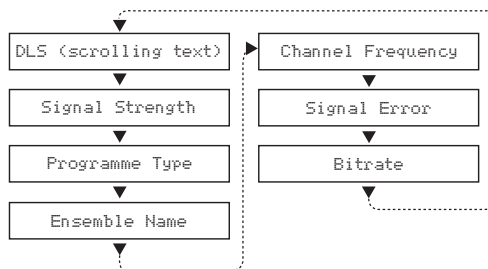 DLS (scrolling text)
Signal Strength
Programme Type
Ensemble Name
Channel Frequency
Signal Error
Bitrate